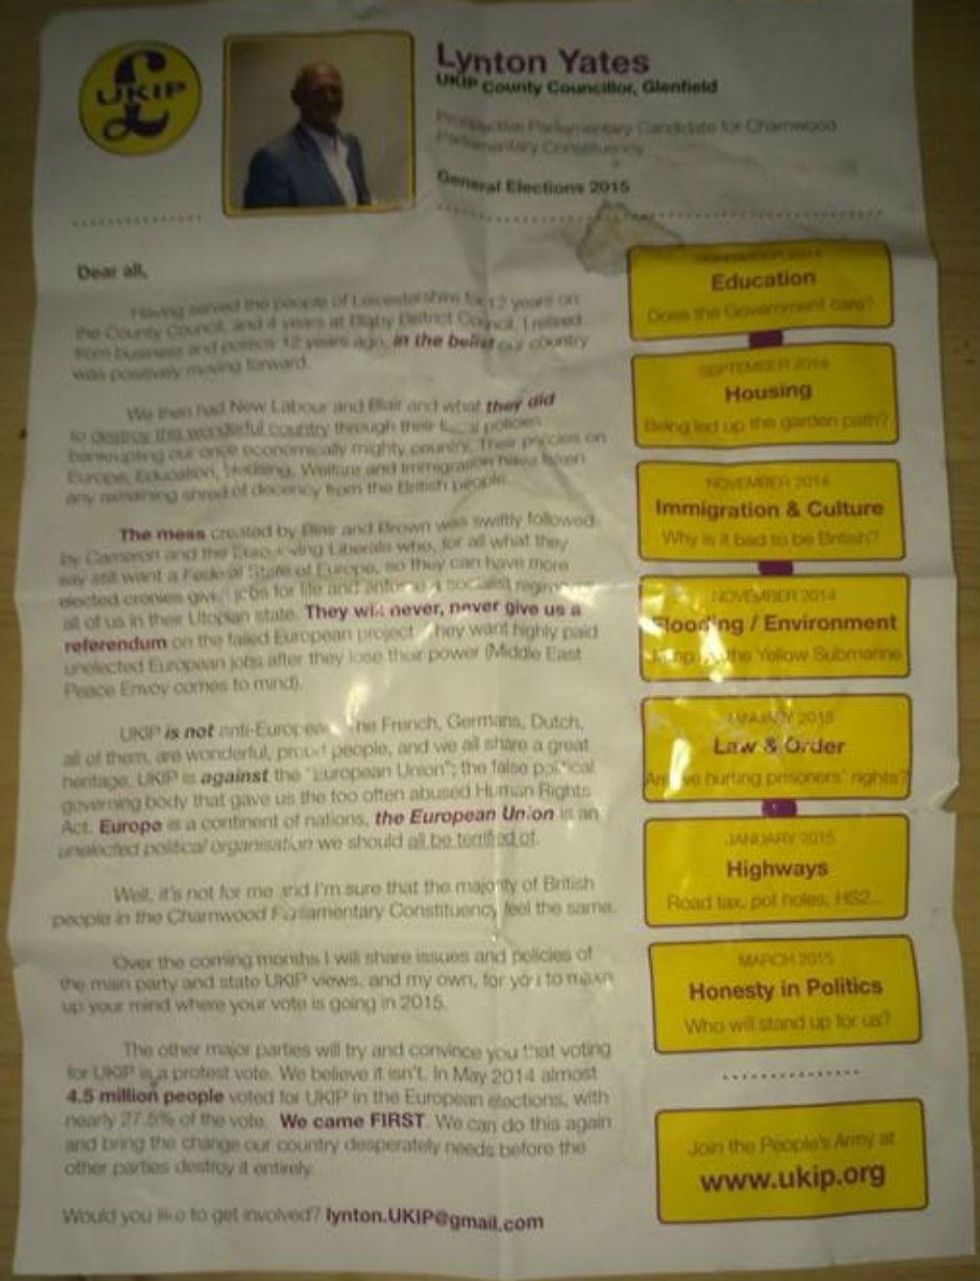 UKIP
Lynton Yates
UKIP County Councillor, Glenfield
Prospective Parliamentary Candidate for Charnwood
Parliamentary Constituency
General Elections 2015
Dear all,
Having served the people of Leicestershire for 12 years on
the County Council, and 4 years at Blaby District Council, I retired
from business and politics 12 years ago, in the belief our country
was positively moving forward.
We then had New Labour and Blair and what they did
to destroy this wonderful country through their policies
bankrupting our once economically mighty country. Their policies on
Europe, Education, Housing, Welfare and Immigration have taken
any remaining shred of decency from the British people.
The mess created by Blair and Brown was swiftly followed
by Cameron and the Euro loving Liberals who, for all what they
say still want a Federal State of Europe, so they can have more
elected cronies given jobs for life and enforce a socialist regime
all of us in their Utopian state. They will never, never give us a
referendum on the failed European project. They want highly paid
unelected European jobs after they lose their power (Middle East
Peace Envoy comes to mind).
UKIP is not anti-European. The French, Germans, Dutch,
all of them, are wonderful, proud people, and we all share a great
heritage. UKIP is against the "European Union"; the false political
governing body that gave us the too often abused Human Rights
Act. Europe is a continent of nations, the European Union is an
unelected political organisation we should all be terrified of.
Well, it's not for me and I'm sure that the majority of British
people in the Charnwood Parliamentary Constituency feel the same.
Over the coming months I will share issues and policies of
the main party and state UKIP views, and my own, for you to make
up your mind where your vote is going in 2015.
The other major parties will try and convince you that voting
for UKIP is a protest vote. We believe it isn't. In May 2014 almost
4.5 million people voted for UKIP in the European elections, with
nearly 27.5% of the vote. We came FIRST. We can do this again
and bring the change our country desperately needs before the
other parties destroy it entirely.
Would you like to get involved? lynton.UKIP@gmail.com
2014
Education
Does the Government care?
SEPTEMBER 2014
Housing
Being led up the garden path?
NOVEMBER 2014
Immigration & Culture
Why is it bad to be British?
NOVEMBER 2014
Flooding / Environment
the Yellow Submarine
JANUARY 2015
Law & Order
Are we hurting prisoners' rights?
JANUARY 2015
Highways
Road tax, pot holes, HS2...
MARCH 2015
Honesty in Politics
Who will stand up for us?
Join the People's Army at
www.ukip.org